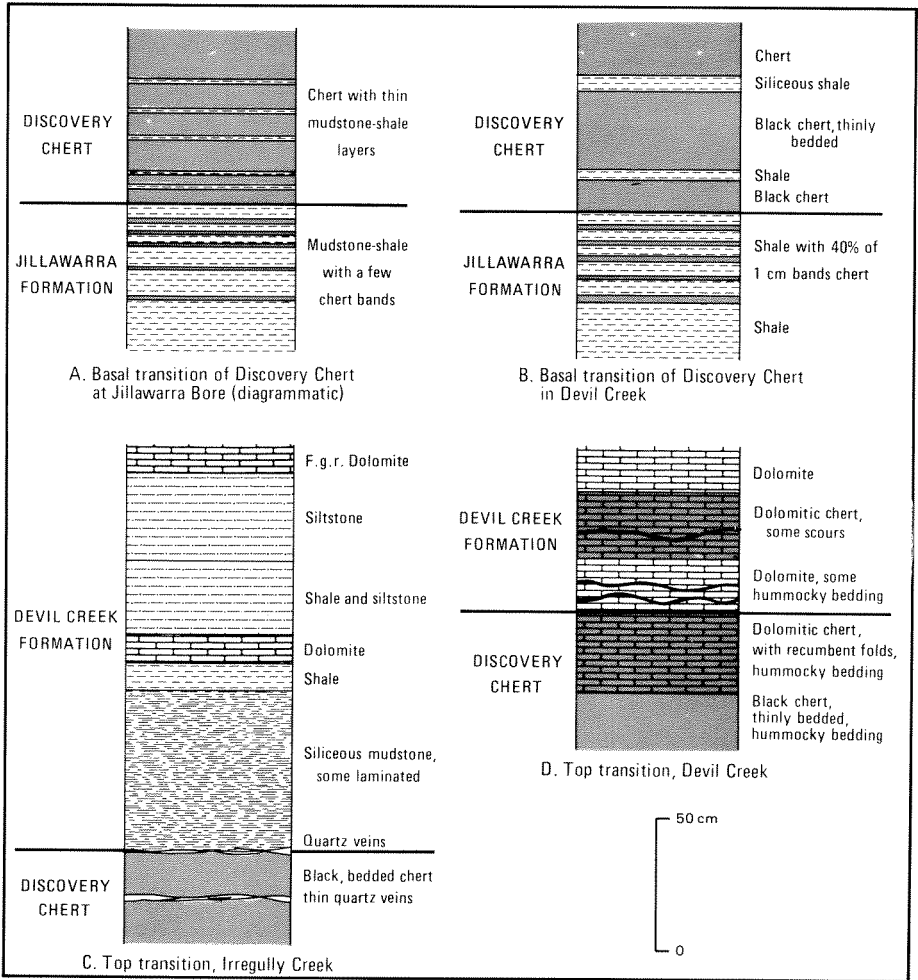 DISCOVERY
CHERT
Chert with thin
mudstone-shale
layers
JILLAWARRA
FORMATION
Mudstone-shale
with a few
chert bands
A. Basal transition of Discovery Chert
at Jillawarra Bore (diagrammatic)
DISCOVERY
CHERT
Chert
Siliceous shale
Black chert, thinly
bedded
Shale
Black chert
JILLAWARRA
FORMATION
Shale with 40% of
1 cm bands chert
Shale
B. Basal transition of Discovery Chert
in Devil Creek
DEVIL CREEK
FORMATION
F.g.r. Dolomite
Siltstone
Shale and siltstone
Dolomite
Shale
Siliceous mudstone,
some laminated
Quartz veins
DISCOVERY
CHERT
Black, bedded chert
thin quartz veins
C. Top transition, Irregully Creek
DEVIL CREEK
FORMATION
Dolomite
Dolomitic chert,
some scours
Dolomite, some
hummocky bedding
DISCOVERY
CHERT
Dolomitic chert,
with recumbent folds,
hummocky bedding
Black chert,
thinly bedded,
hummocky bedding
D. Top transition, Devil Creek
50 cm
0